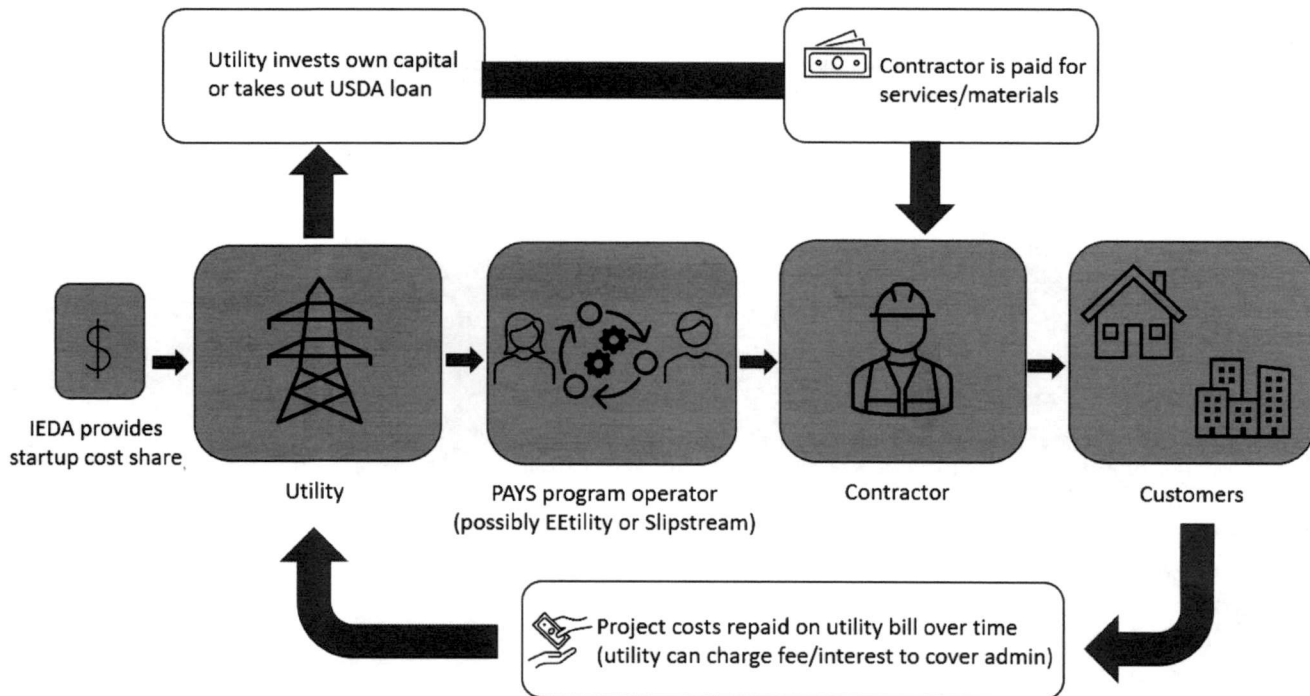 Utility invests own capital
or takes out USDA loan
Contractor is paid for
services/materials
$
IEDA provides
startup cost share
Utility
PAYS program operator
(possibly EEtility or Slipstream)
Contractor
Customers
Project costs repaid on utility bill over time
(utility can charge fee/interest to cover admin)